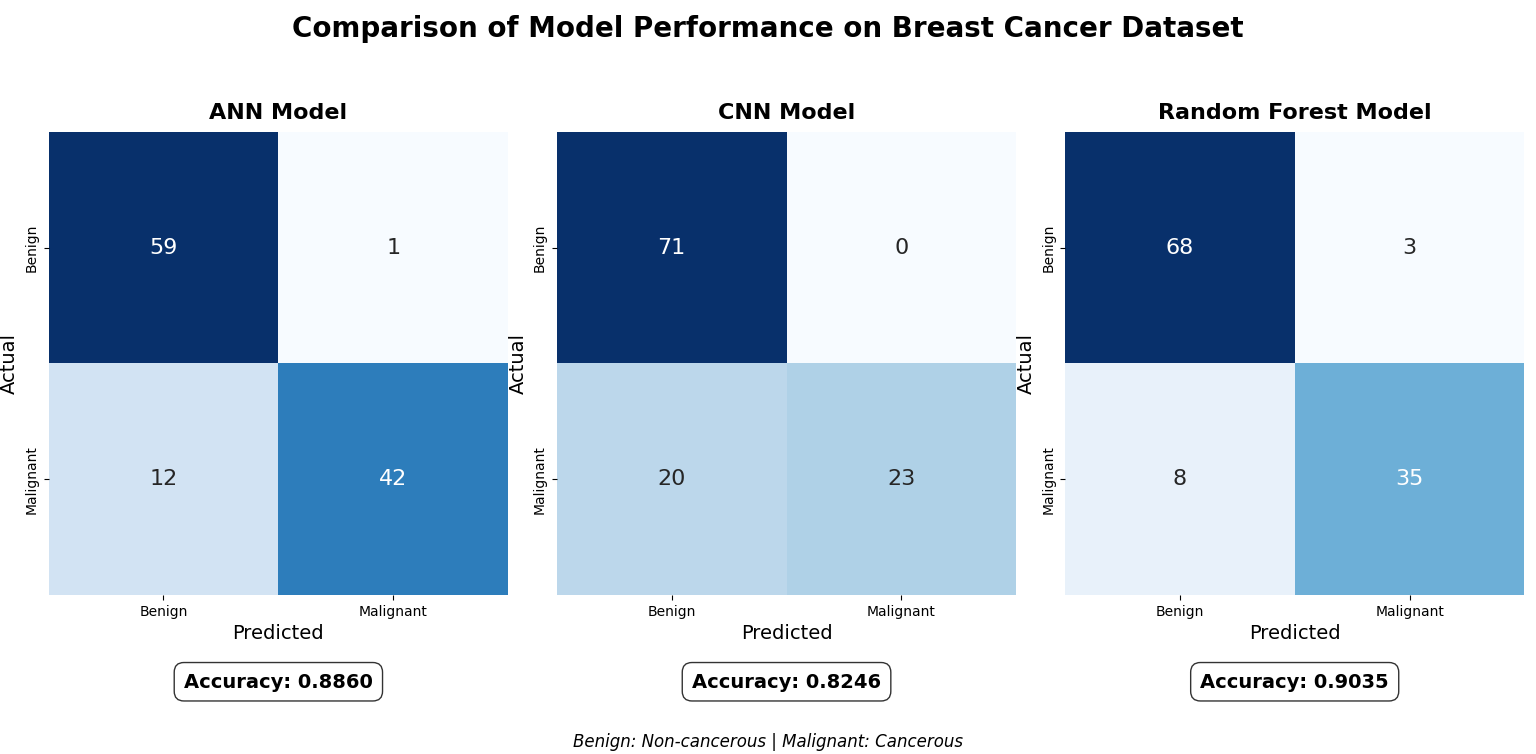 Comparison of Model Performance on Breast Cancer Dataset
ANN Model
Actual
Benign
59
1
Malignant
12
42
Benign
Malignant
Predicted
Accuracy: 0.8860
CNN Model
Actual
Benign
71
0
Malignant
20
23
Benign
Malignant
Predicted
Accuracy: 0.8246
Random Forest Model
Actual
Benign
68
3
Malignant
8
35
Benign
Malignant
Predicted
Accuracy: 0.9035
Benign: Non-cancerous | Malignant: Cancerous